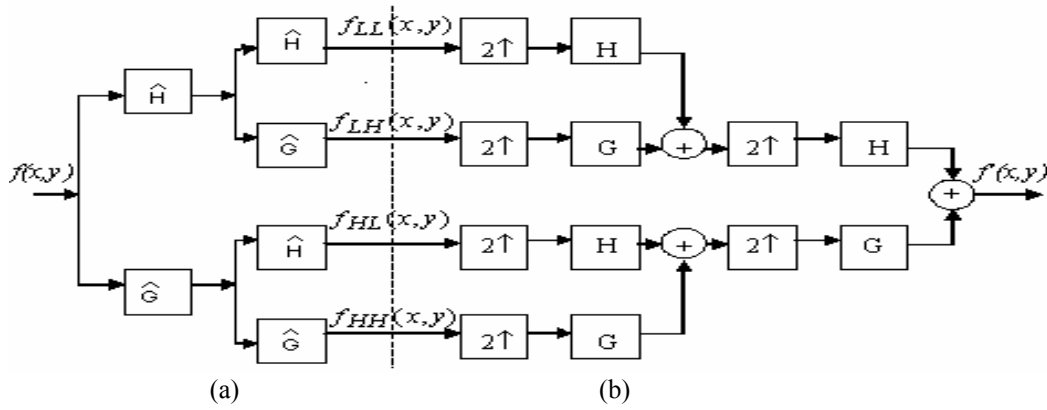 Ĥ
f_LL(x,y)
2↑
H
Ĥ
Ĝ
f_LH(x,y)
2↑
G
+
2↑
H
f(x,y)
+
f'(x,y)
Ĥ
f_HL(x,y)
2↑
H
+
2↑
G
Ĝ
Ĝ
f_HH(x,y)
2↑
G
(a)
(b)